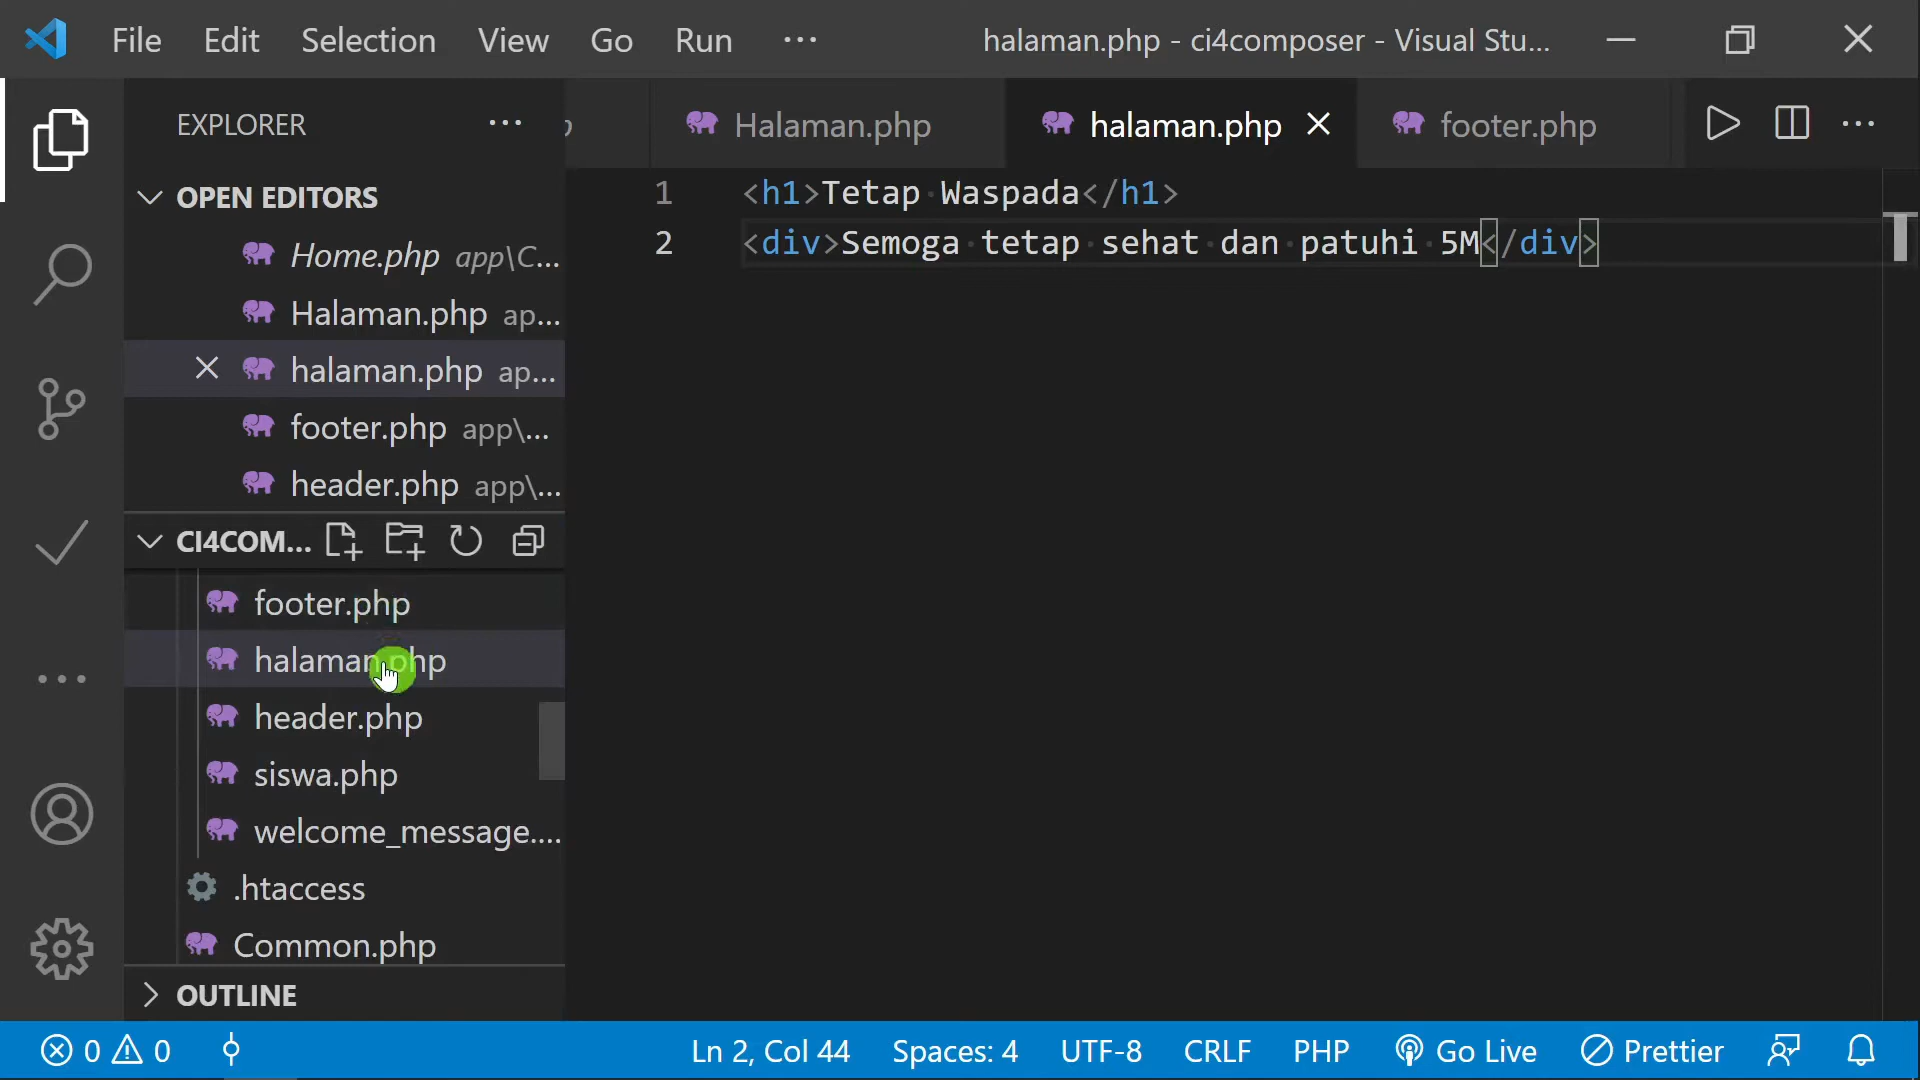 File Edit Selection View Go Run ··· halaman.php - ci4composer - Visual Stu...
EXPLORER ···
Halaman.php halaman.php footer.php ···
OPEN EDITORS
Home.php app\C...
Halaman.php ap...
halaman.php ap...
footer.php app\...
header.php app\...
CI4COM...
footer.php
halaman.php
header.php
siswa.php
welcome_message....
.htaccess
Common.php
OUTLINE
1 <h1>Tetap Waspada</h1>
2 <div>Semoga tetap sehat dan patuhi 5M</div>
0 0 Ln 2, Col 44 Spaces: 4 UTF-8 CRLF PHP Go Live Prettier